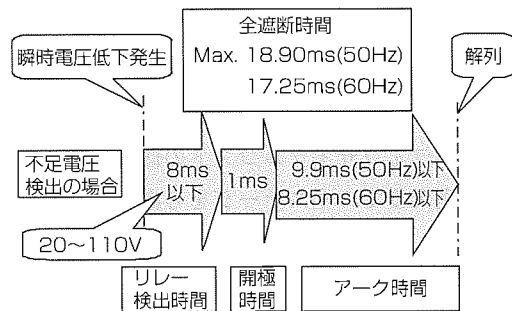 全遮断時間
Max. 18.90ms(50Hz)
17.25ms(60Hz)
瞬時電圧低下発生
解列
不足電圧
検出の場合
8ms
以下
1ms
9.9ms(50Hz)以下
8.25ms(60Hz)以下
20〜110V
リレー
検出時間
開極
時間
アーク時間